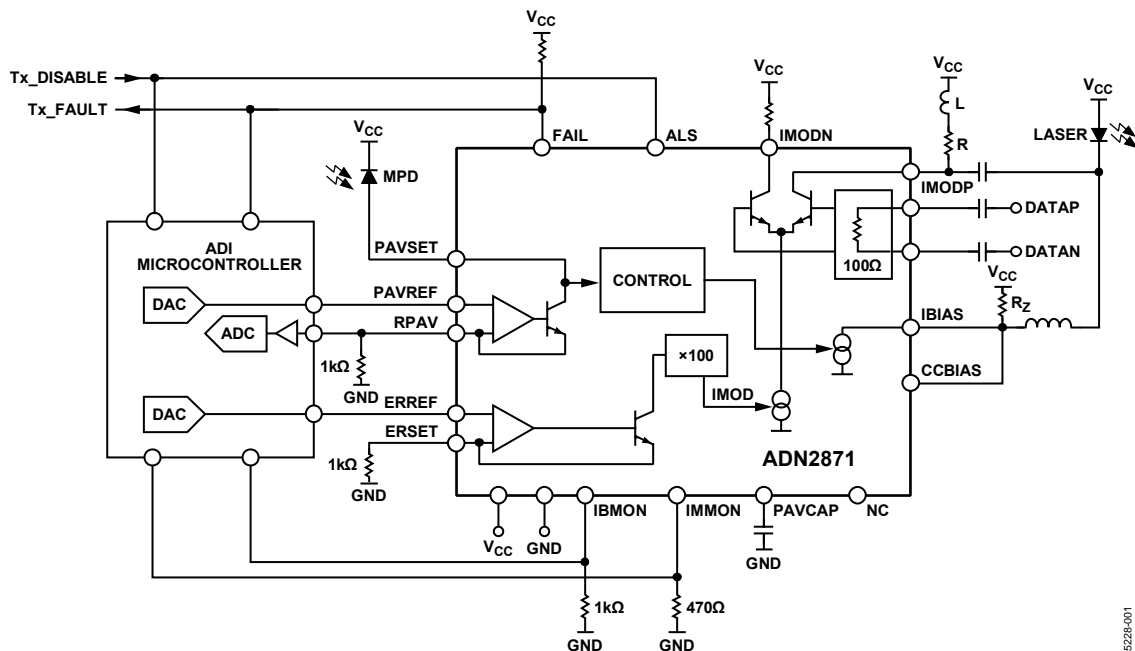 VCC
VCC
VCC
VCC
Tx_DISABLE
Tx_FAULT
L
R
LASER
VCC
FAIL
ALS
IMODN
MPD
IMODP
DATAP
DATAN
100Ω
ADI
MICROCONTROLLER
PAVSET
CONTROL
VCC
RZ
DAC
PAVREF
ADC
RPAV
IBIAS
1kΩ
GND
×100
CCBIAS
IMOD
DAC
ERREF
ERSET
ADN2871
1kΩ
GND
IBMON
IMMON
PAVCAP
NC
VCC
GND
GND
1kΩ
470Ω
GND
GND
5228-001